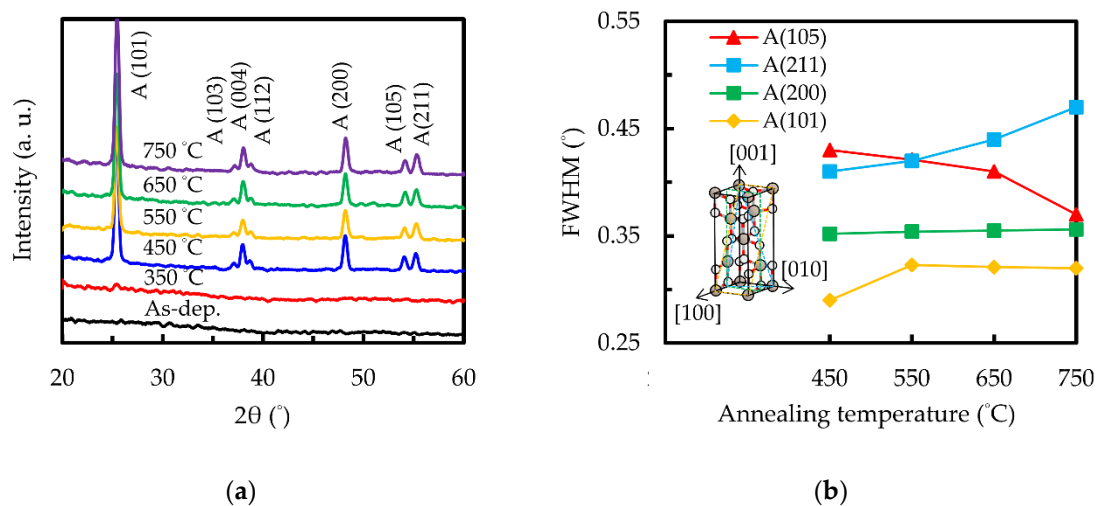 Intensity (a. u.)
A (101)
A (103)
A (004)
A (112)
A (200)
A (105)
A(211)
750 °C
650 °C
550 °C
450 °C
350 °C
As-dep.
20 30 40 50 60
2θ (°)
(a)
FWHM (°)
0.55
0.45
0.35
0.25
A(105)
A(211)
A(200)
A(101)
[001]
[010]
[100]
450 550 650 750
Annealing temperature (°C)
(b)